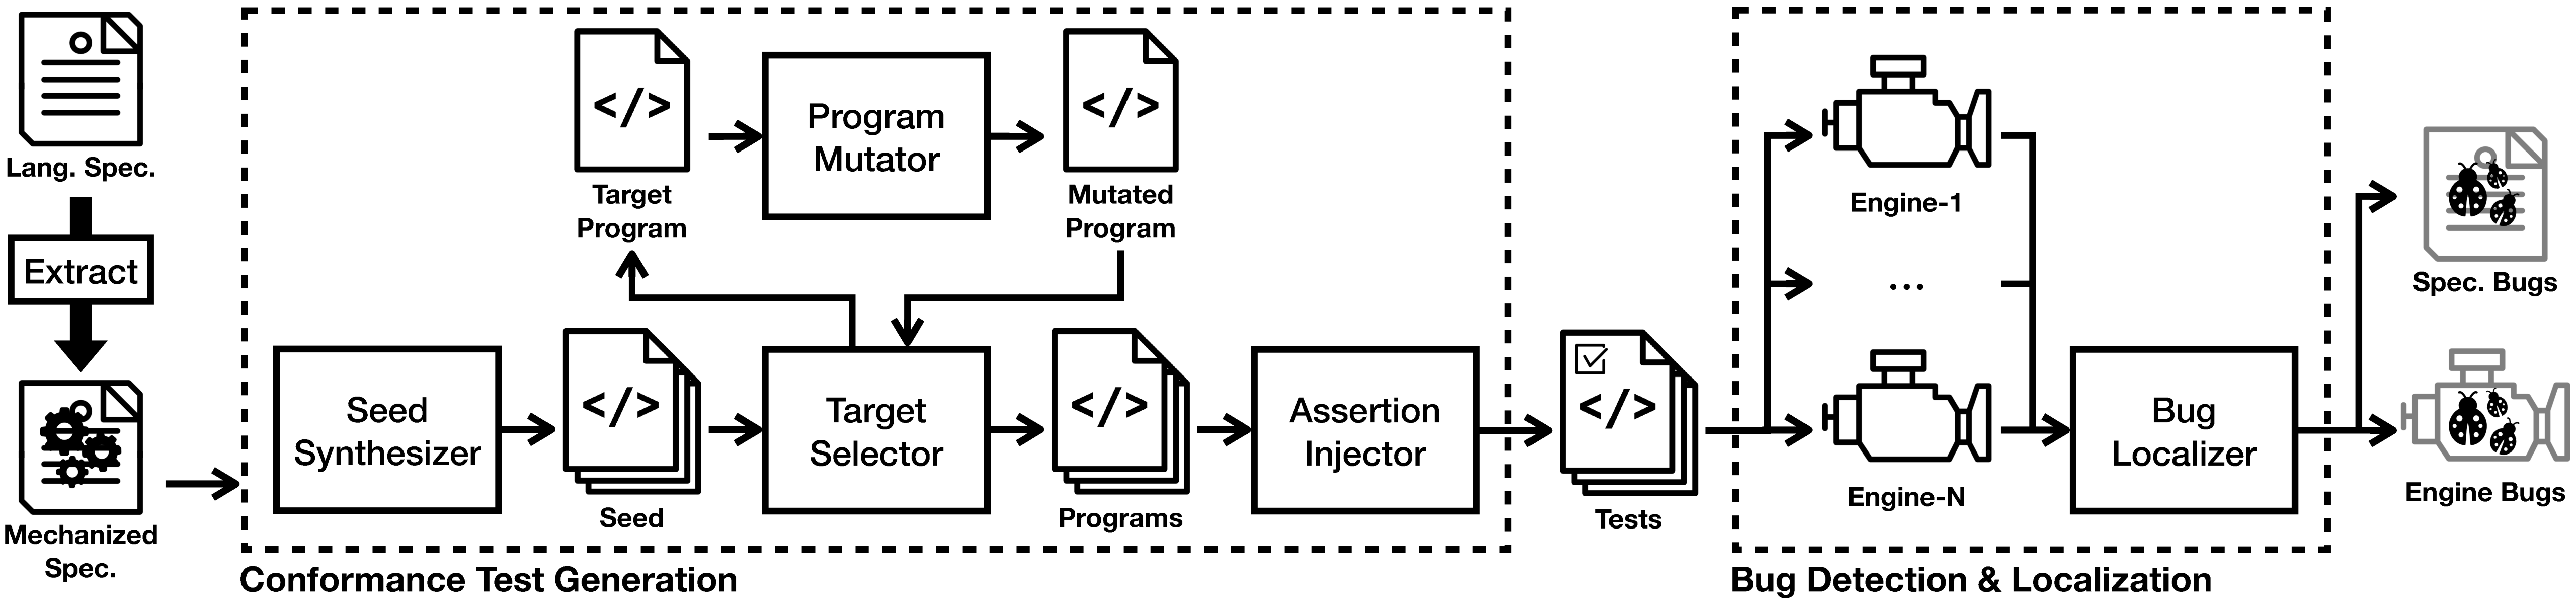 Lang. Spec.
Extract
Mechanized
Spec.
</>
Target
Program
Program
Mutator
</>
Mutated
Program
Seed
Synthesizer
</>
Seed
Target
Selector
</>
Programs
Assertion
Injector
Conformance Test Generation
</>
Tests
Engine-1
...
Engine-N
Bug
Localizer
Bug Detection & Localization
Spec. Bugs
Engine Bugs